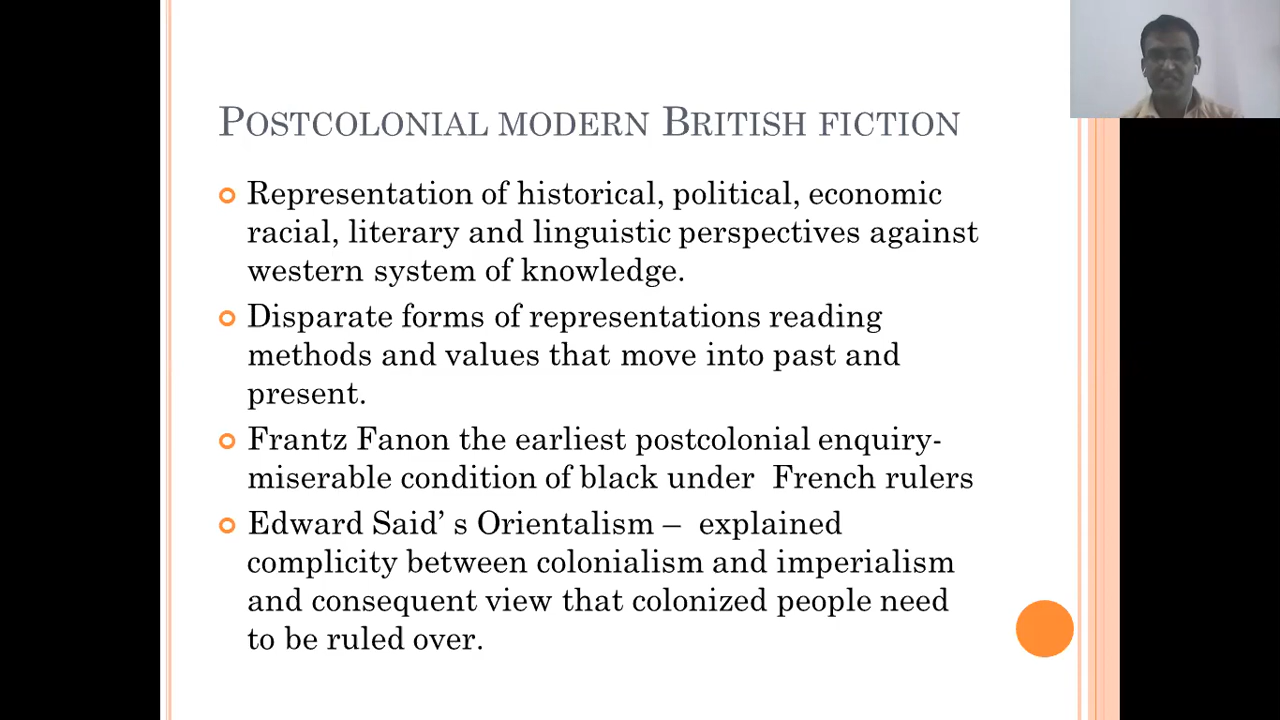 Postcolonial modern British fiction
Representation of historical, political, economic
racial, literary and linguistic perspectives against
western system of knowledge.
Disparate forms of representations reading
methods and values that move into past and
present.
Frantz Fanon the earliest postcolonial enquiry-
miserable condition of black under  French rulers
Edward Said’ s Orientalism –  explained
complicity between colonialism and imperialism
and consequent view that colonized people need
to be ruled over.